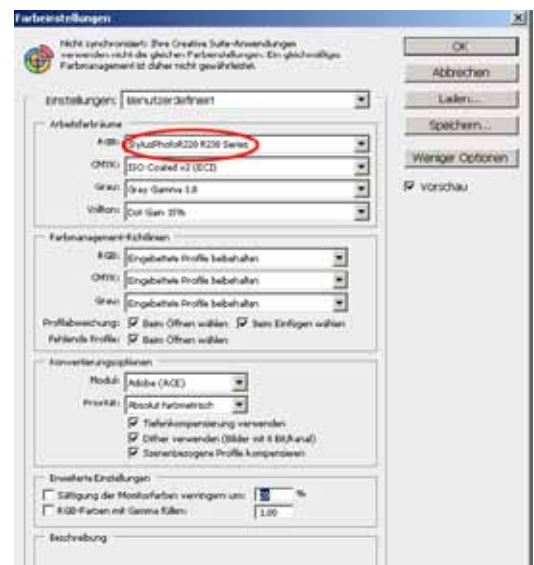 Farbeinstellungen
Nicht synchronisiert: Ihre Creative Suite-Anwendungen
verwenden nicht die gleichen Farbeinstellungen. Ein gleichmäßiges
Farbmanagement ist daher nicht gewährleistet.
OK
Abbrechen
Laden...
Speichern...
Weniger Optionen
Vorschau
Einstellungen: Benutzerdefiniert
Arbeitsfarbräume
RGB: StylusPhotoR220 R230 Series
CMYK: ISO Coated v2 (ECI)
Grau: Gray Gamma 1.8
Vollton: Dot Gain 15%
Farbmanagement-Richtlinien
RGB: Eingebettete Profile beibehalten
CMYK: Eingebettete Profile beibehalten
Grau: Eingebettete Profile beibehalten
Profilabweichung: Beim Öffnen wählen Beim Einfügen wählen
Fehlende Profile: Beim Öffnen wählen
Konvertierungsoptionen
Modul: Adobe (ACE)
Priorität: Absolut farbmetrisch
Tiefenkompensierung verwenden
Dither verwenden (Bilder mit 8 Bit/Kanal)
Szenenbezogene Profile kompensieren
Erweiterte Einstellungen
Sättigung der Monitorfarben verringern um: 20 %
RGB-Farben mit Gamma füllen: 1.00
Beschreibung